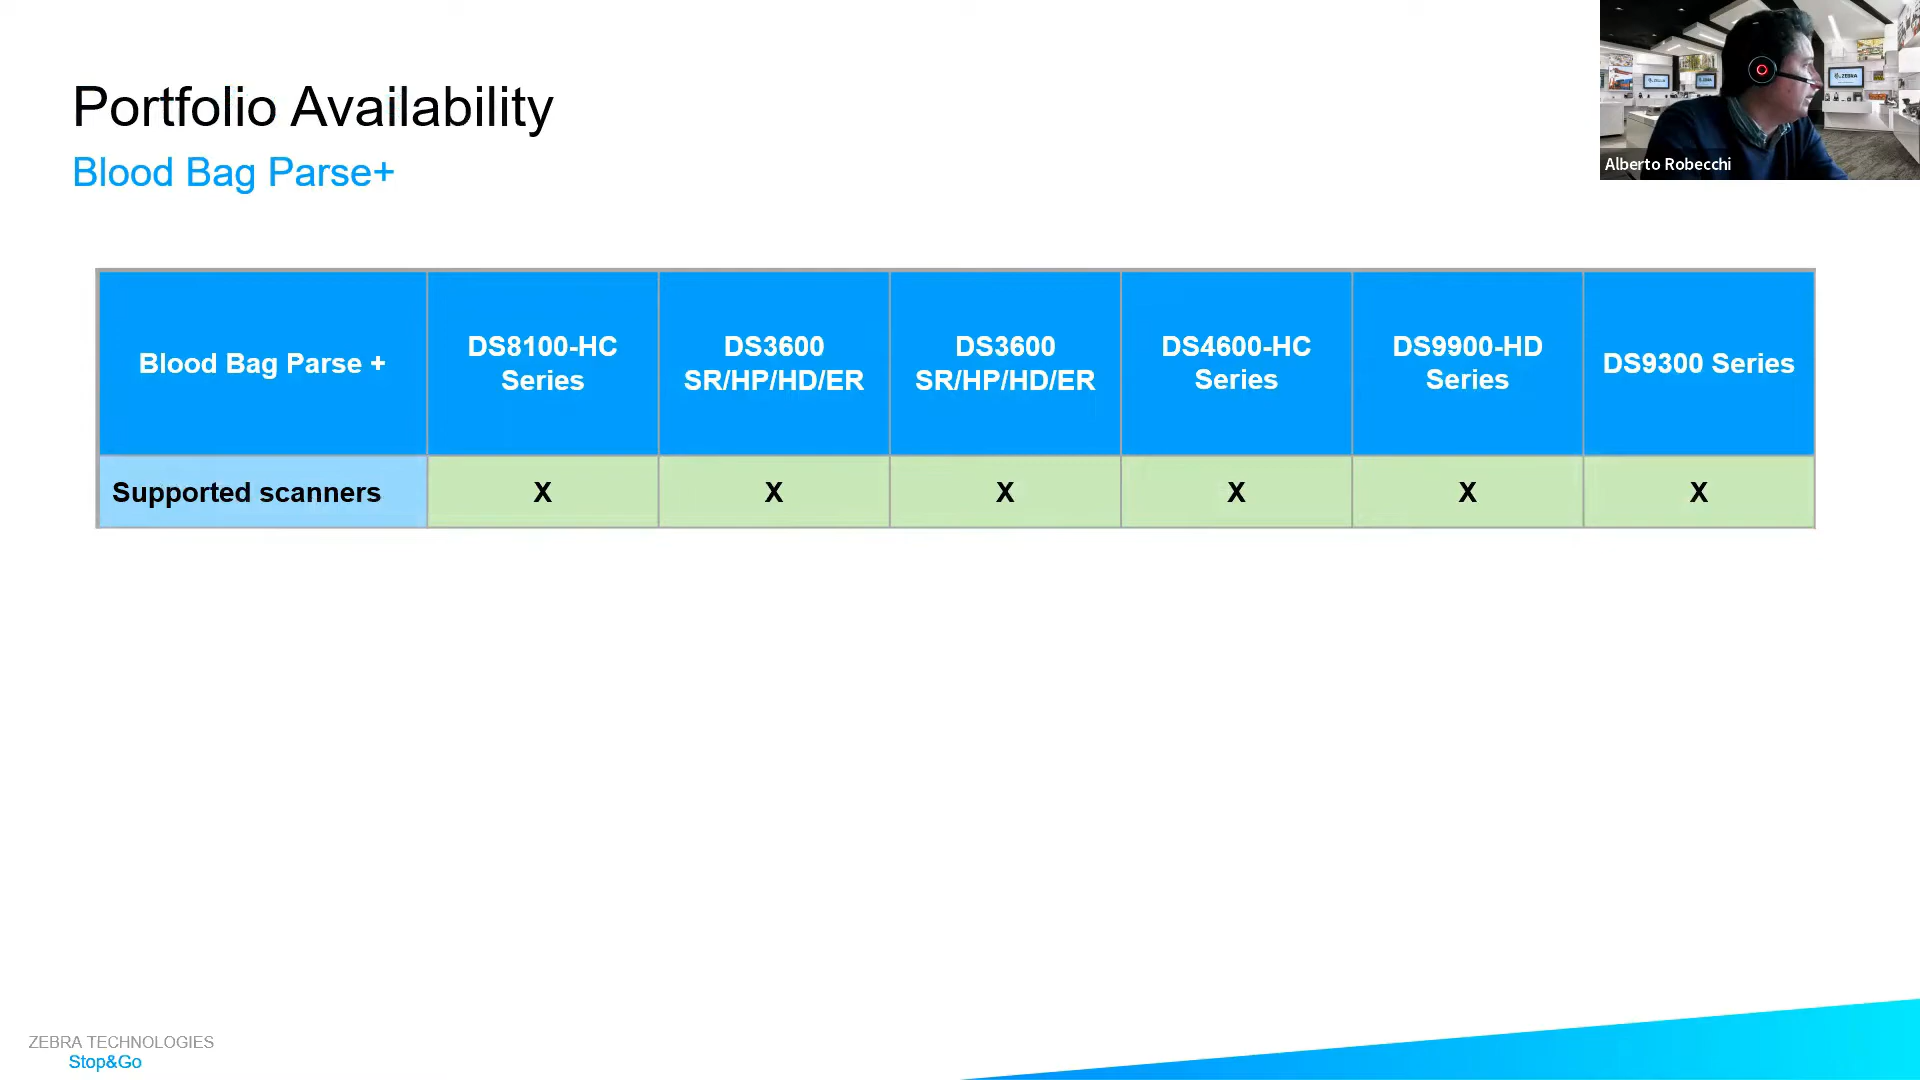 Portfolio Availability
Blood Bag Parse+
Alberto Robecchi
Blood Bag Parse +
DS8100-HC
Series
DS3600
SR/HP/HD/ER
DS3600
SR/HP/HD/ER
DS4600-HC
Series
DS9900-HD
Series
DS9300 Series
Supported scanners
X
X
X
X
X
X
ZEBRA TECHNOLOGIES
Stop&Go
ZEBRA